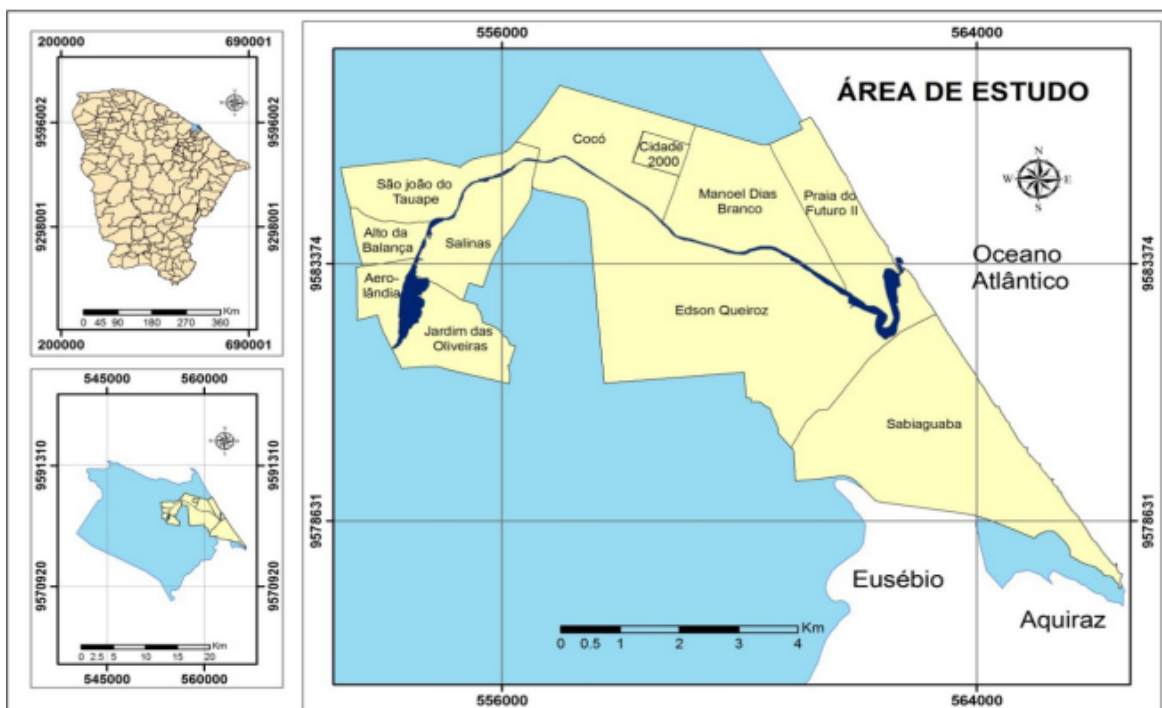 200000 690001
9596002 9596002
9298001 9298001
0 45 90 180 270 360 Km
200000 690001
545000 560000
9591310 9591310
9570920 9570920
0 2.5 5 10 15 20 Km
545000 560000
556000 564000
ÁREA DE ESTUDO
N
W E
S
Cocó
Cidade
2000
São joão do
Tauape
Manoel Dias
Branco
Praia do
Futuro II
Alto da
Balança
Salinas
Oceano
Atlântico
9583374 9583374
Aero-
lândia
Edson Queiroz
Jardim das
Oliveiras
Sabiaguaba
9578631 9578631
Eusébio
Aquiraz
Km
0 0.5 1 2 3 4
556000 564000